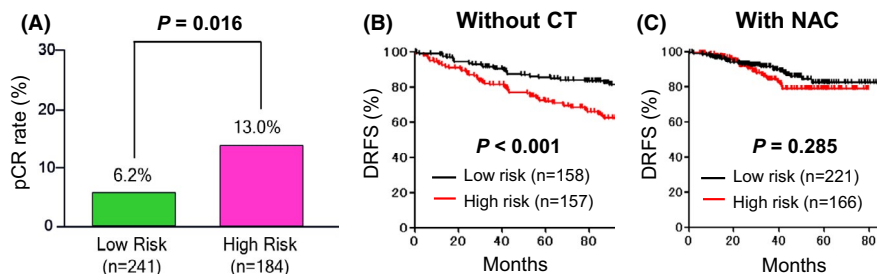 (A)
P = 0.016
pCR rate (%)
30
20
10
0
6.2%
13.0%
Low Risk
(n=241)
High Risk
(n=184)
(B)
Without CT
DRFS (%)
100
80
60
40
20
0
P < 0.001
Low risk (n=158)
High risk (n=157)
0 20 40 60 80
Months
(C)
With NAC
DRFS (%)
100
80
60
40
20
0
P = 0.285
Low risk (n=221)
High risk (n=166)
0 20 40 60 80
Months